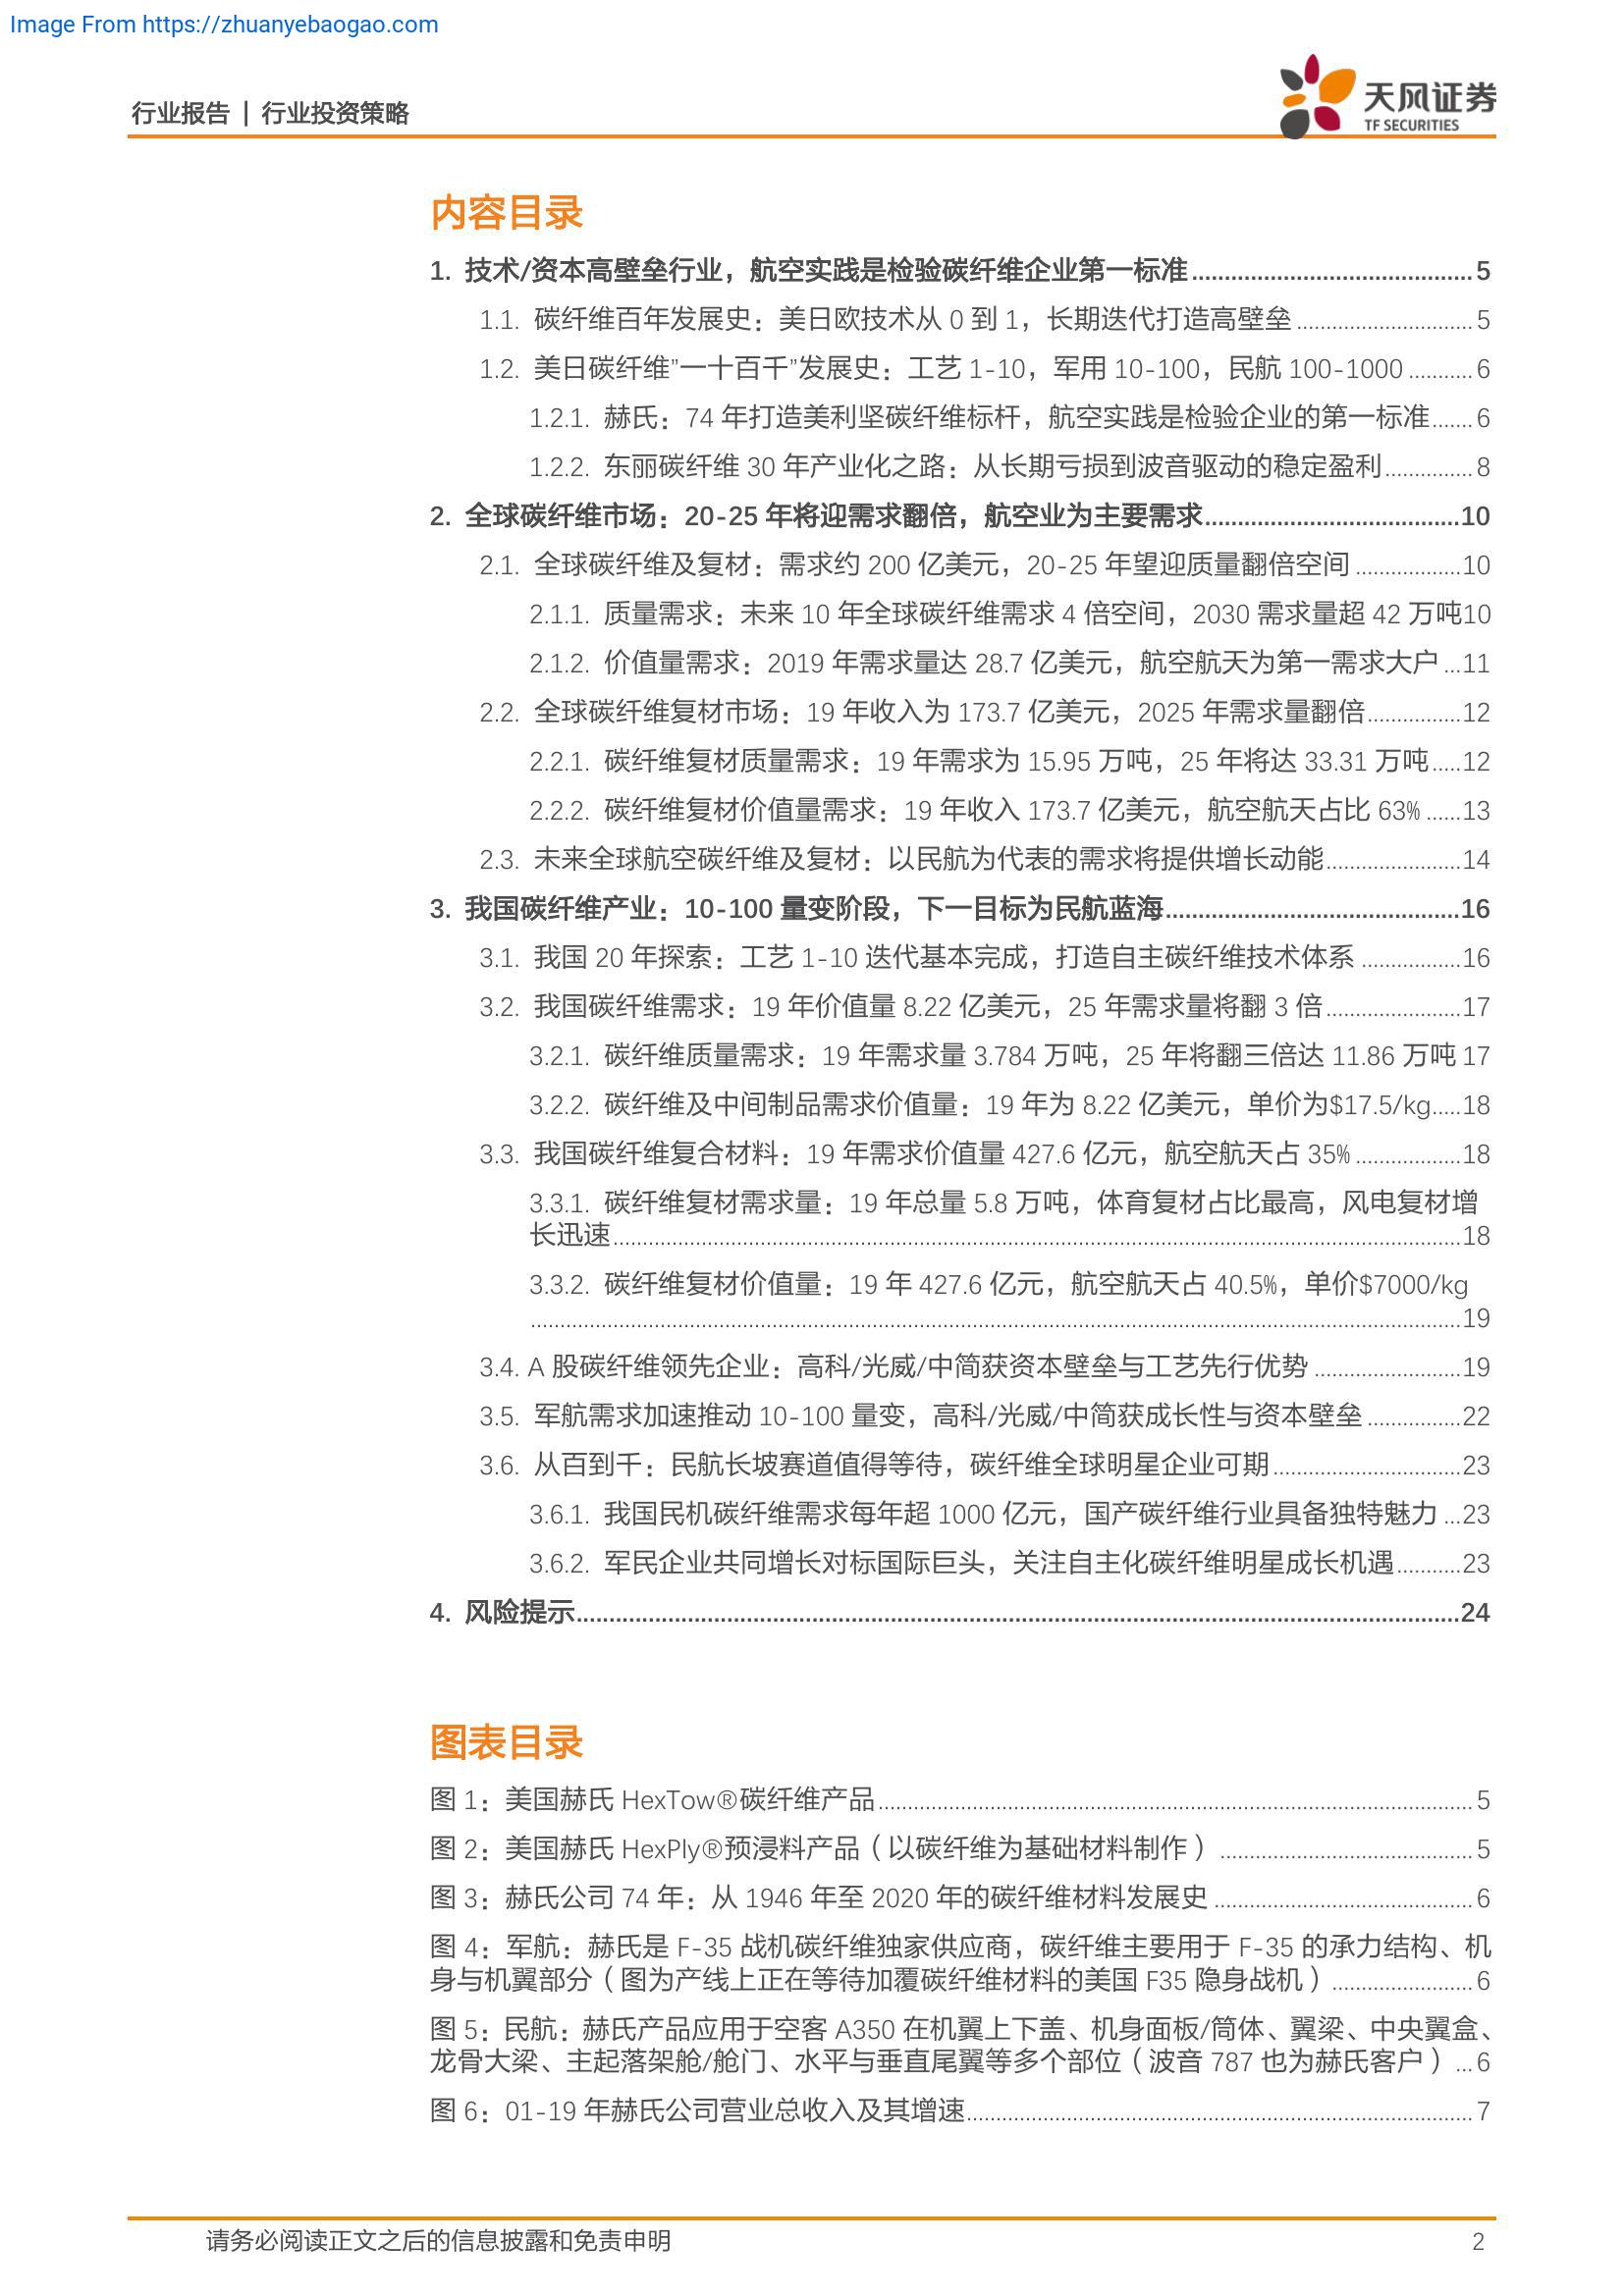 Image From https://zhuanyebaogao.com
行业报告 | 行业投资策略
天风证券
TF SECURITIES
内容目录
1. 技术/资本高壁垒行业，航空实践是检验碳纤维企业第一标准........................................5
1.1. 碳纤维百年发展史：美日欧技术从 0 到 1，长期迭代打造高壁垒..............................5
1.2. 美日碳纤维”一十百千”发展史：工艺 1-10，军用 10-100，民航 100-1000...........6
1.2.1. 赫氏：74 年打造美利坚碳纤维标杆，航空实践是检验企业的第一标准.......6
1.2.2. 东丽碳纤维 30 年产业化之路：从长期亏损到波音驱动的稳定盈利...............8
2. 全球碳纤维市场：20-25 年将迎需求翻倍，航空业为主要需求......................................10
2.1. 全球碳纤维及复材：需求约 200 亿美元，20-25 年望迎质量翻倍空间..................10
2.1.1. 质量需求：未来 10 年全球碳纤维需求 4 倍空间，2030 需求量超 42 万吨10
2.1.2. 价值量需求：2019 年需求量达 28.7 亿美元，航空航天为第一需求大户...11
2.2. 全球碳纤维复材市场：19 年收入为 173.7 亿美元，2025 年需求量翻倍................12
2.2.1. 碳纤维复材质量需求：19 年需求为 15.95 万吨，25 年将达 33.31 万吨.....12
2.2.2. 碳纤维复材价值量需求：19 年收入 173.7 亿美元，航空航天占比 63%......13
2.3. 未来全球航空碳纤维及复材：以民航为代表的需求将提供增长动能.......................14
3. 我国碳纤维产业：10-100 量变阶段，下一目标为民航蓝海............................................16
3.1. 我国 20 年探索：工艺 1-10 迭代基本完成，打造自主碳纤维技术体系.................16
3.2. 我国碳纤维需求：19 年价值量 8.22 亿美元，25 年需求量将翻 3 倍.......................17
3.2.1. 碳纤维质量需求：19 年需求量 3.784 万吨，25 年将翻三倍达 11.86 万吨 17
3.2.2. 碳纤维及中间制品需求价值量：19 年为 8.22 亿美元，单价为$17.5/kg.....18
3.3. 我国碳纤维复合材料：19 年需求价值量 427.6 亿元，航空航天占 35%..................18
3.3.1. 碳纤维复材需求量：19 年总量 5.8 万吨，体育复材占比最高，风电复材增
长迅速................................................................................18
3.3.2. 碳纤维复材价值量：19 年 427.6 亿元，航空航天占 40.5%，单价$7000/kg
................................................................................19
3.4. A 股碳纤维领先企业：高科/光威/中简获资本壁垒与工艺先行优势.........................19
3.5. 军航需求加速推动 10-100 量变，高科/光威/中简获成长性与资本壁垒................22
3.6. 从百到千：民航长坡赛道值得等待，碳纤维全球明星企业可期................................23
3.6.1. 我国民机碳纤维需求每年超 1000 亿元，国产碳纤维行业具备独特魅力...23
3.6.2. 军民企业共同增长对标国际巨头，关注自主化碳纤维明星成长机遇...........23
4. 风险提示................................................................................24
图表目录
图 1：美国赫氏 HexTow®碳纤维产品................................................................................5
图 2：美国赫氏 HexPly®预浸料产品（以碳纤维为基础材料制作）...........................................5
图 3：赫氏公司 74 年：从 1946 年至 2020 年的碳纤维材料发展史............................................6
图 4：军航：赫氏是 F-35 战机碳纤维独家供应商，碳纤维主要用于 F-35 的承力结构、机
身与机翼部分（图为产线上正在等待加覆碳纤维材料的美国 F35 隐身战机）........................6
图 5：民航：赫氏产品应用于空客 A350 在机翼上下盖、机身面板/筒体、翼梁、中央翼盒、
龙骨大梁、主起落架舱/舱门、水平与垂直尾翼等多个部位（波音 787 也为赫氏客户）...6
图 6：01-19 年赫氏公司营业总收入及其增速................................................................................7
请务必阅读正文之后的信息披露和免责申明
2